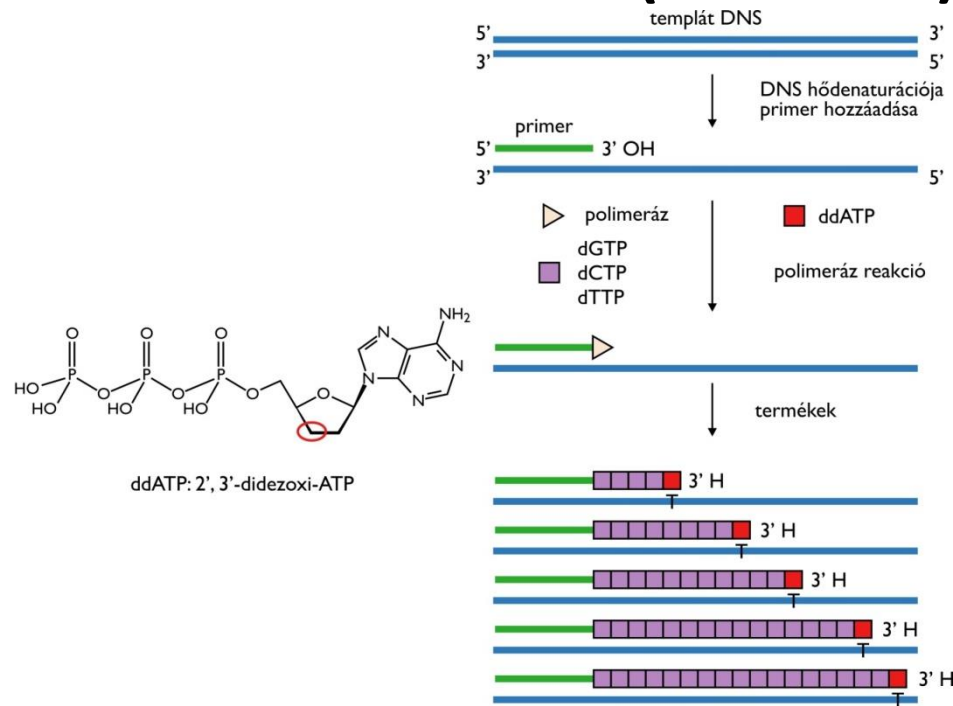 templát DNS
5’ 3’
3’ 5’
DNS hődenaturációja
primer hozzáadása
primer
5’ 3’ OH
3’ 5’
polimeráz
ddATP
dGTP
dCTP
dTTP
polimeráz reakció
termékek
NH₂
N
N
N
N
O O O
HO P O P O P O O
HO HO HO
ddATP: 2’, 3’-didezoxi-ATP
3’ H
T
3’ H
T
3’ H
T
3’ H
T
3’ H
T